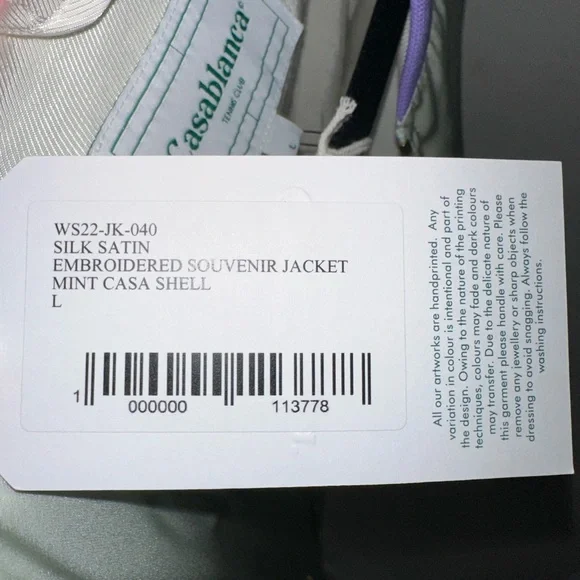 Casablanca
TENNIS CLUB
L
WS22-JK-040
SILK SATIN
EMBROIDERED SOUVENIR JACKET
MINT CASA SHELL
L
1 000000 113778
All our artworks are handprinted. Any
variation in colour is intentional and part of
the design. Owing to the nature of the printing
techniques, colours may fade and dark colours
may transfer. Due to the delicate nature of
this garment please handle with care. Please
remove any jewellery or sharp objects when
dressing to avoid snagging. Always follow the
washing instructions.